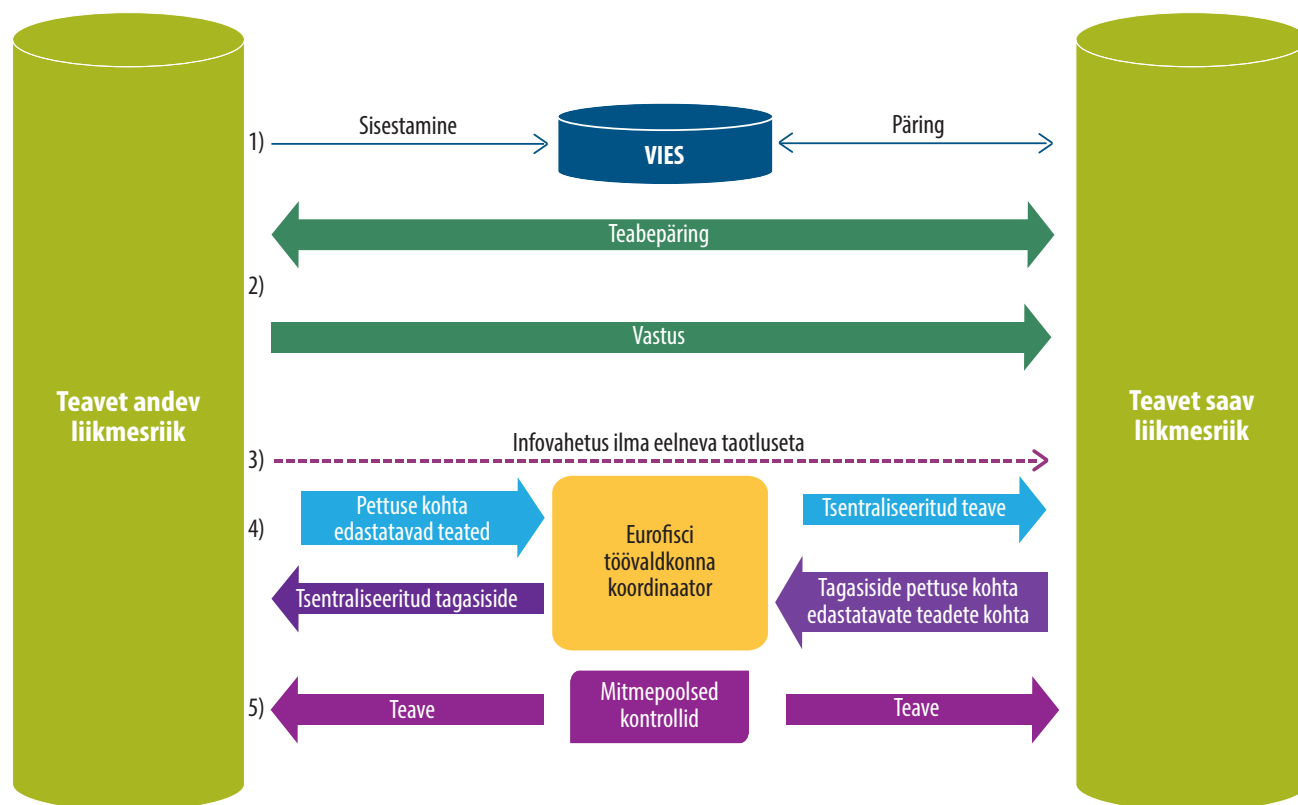 Teavet andev
liikmesriik
1)
Sisestamine
VIES
Päring
Teabepäring
2)
Vastus
3)
Infovahetus ilma eelneva taotluseta
4)
Pettuse kohta
edastatavad teated
Eurofisci
töövaldkonna
koordinaator
Tsentraliseeritud teave
Tsentraliseeritud tagasiside
Tagasiside pettuse kohta
edastatavate teadete kohta
5)
Teave
Mitmepoolsed
kontrollid
Teave
Teavet saav
liikmesriik